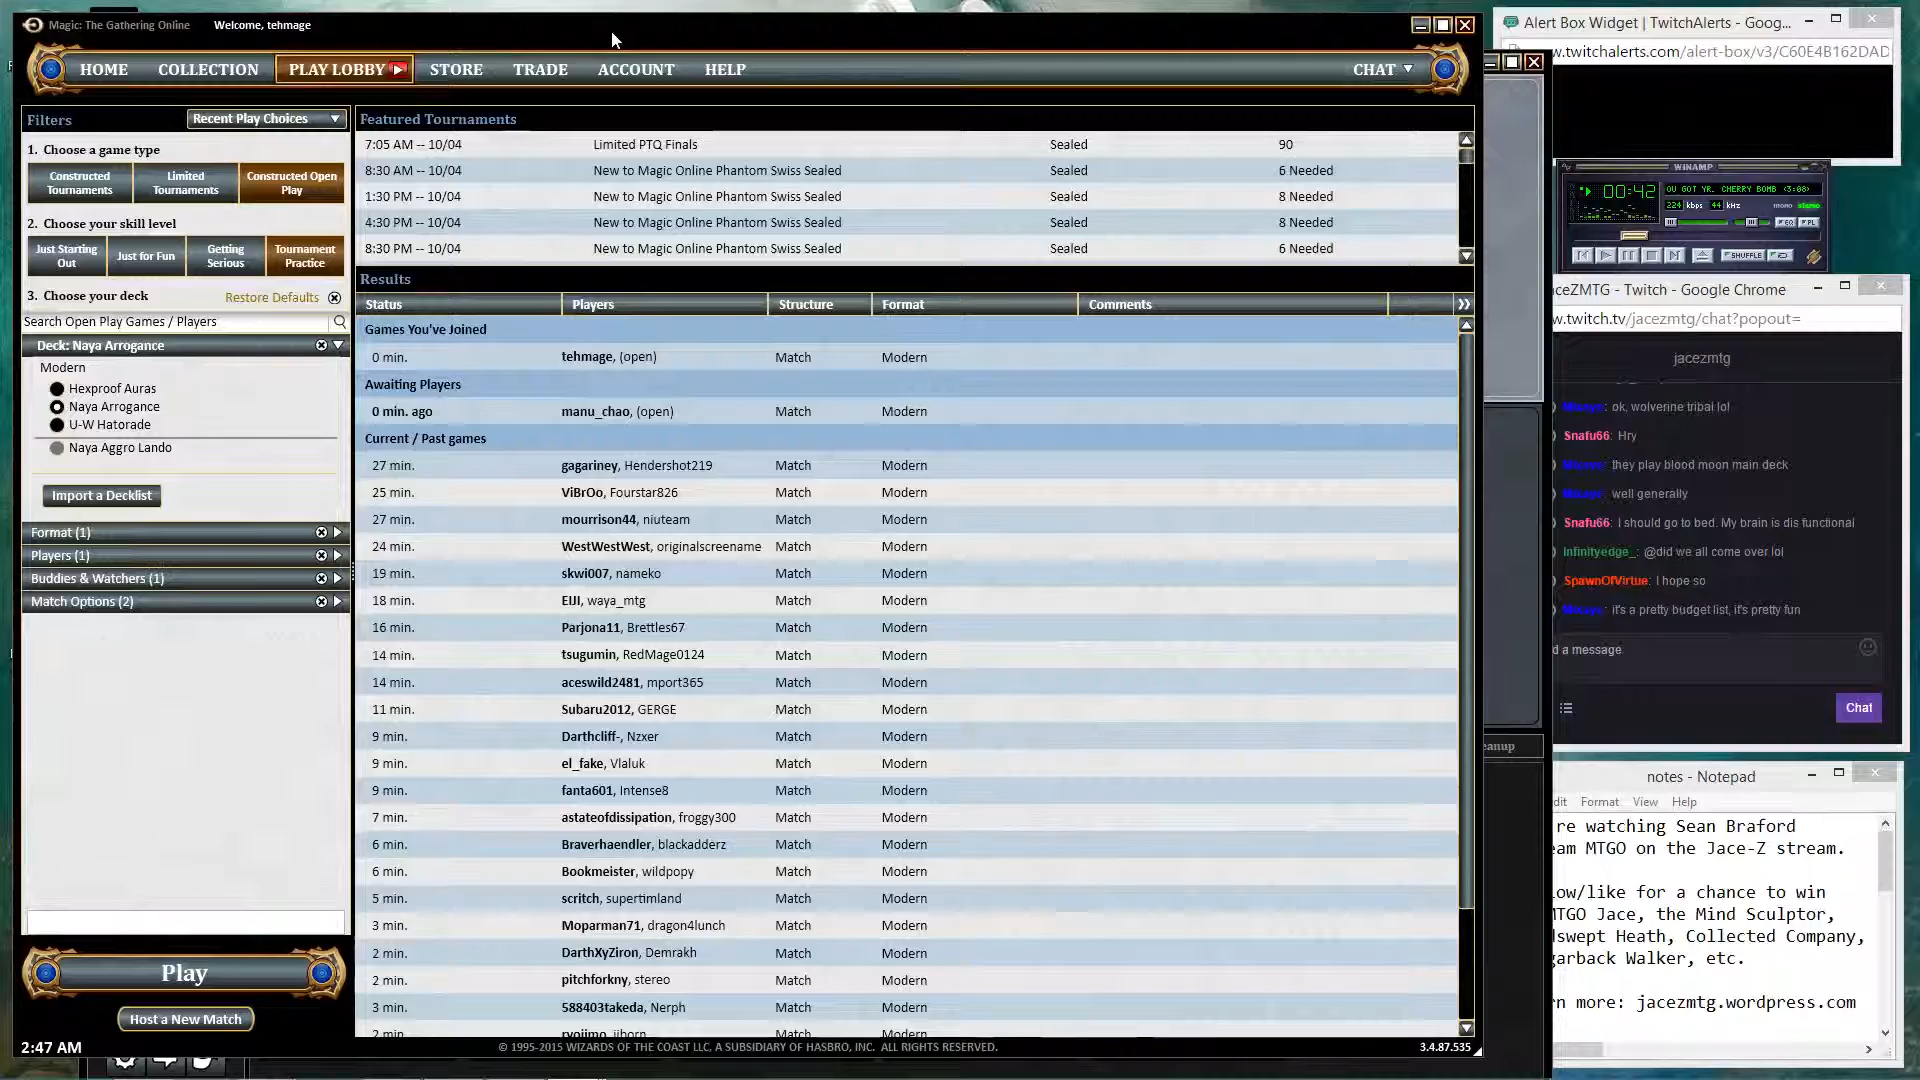 Magic: The Gathering Online
Welcome, tehmage
HOME
COLLECTION
PLAY LOBBY
STORE
TRADE
ACCOUNT
HELP
CHAT
Filters
Recent Play Choices
1. Choose a game type
Constructed Tournaments
Limited Tournaments
Constructed Open Play
2. Choose your skill level
Just Starting Out
Just for Fun
Getting Serious
Tournament Practice
3. Choose your deck
Restore Defaults
Search Open Play Games / Players
Deck: Naya Arrogance
Modern
Hexproof Auras
Naya Arrogance
U-W Hatorade
Naya Aggro Lando
Import a Decklist
Format (1)
Players (1)
Buddies & Watchers (1)
Match Options (2)
Play
Host a New Match
2:47 AM
Featured Tournaments
7:05 AM -- 10/04 Limited PTQ Finals Sealed 90
8:30 AM -- 10/04 New to Magic Online Phantom Swiss Sealed Sealed 6 Needed
1:30 PM -- 10/04 New to Magic Online Phantom Swiss Sealed Sealed 8 Needed
4:30 PM -- 10/04 New to Magic Online Phantom Swiss Sealed Sealed 8 Needed
8:30 PM -- 10/04 New to Magic Online Phantom Swiss Sealed Sealed 6 Needed
Results
Status Players Structure Format Comments
Games You've Joined
0 min. tehmage, (open) Match Modern
Awaiting Players
0 min. ago manu_chao, (open) Match Modern
Current / Past games
27 min. gagariney, Hendershot219 Match Modern
25 min. ViBrOo, Fourstar826 Match Modern
27 min. mourrison44, niuteam Match Modern
24 min. WestWestWest, originalscreename Match Modern
19 min. skwi007, nameko Match Modern
18 min. EIJI, waya_mtg Match Modern
16 min. Parjona11, Brettles67 Match Modern
14 min. tsugumin, RedMage0124 Match Modern
14 min. aceswild2481, mport365 Match Modern
11 min. Subaru2012, GERGE Match Modern
9 min. Darthcliff-, Nzxer Match Modern
9 min. el_fake, Vlaluk Match Modern
9 min. fanta601, Intense8 Match Modern
7 min. astateofdissipation, froggy300 Match Modern
6 min. Braverhaendler, blackadderz Match Modern
6 min. Bookmeister, wildpopy Match Modern
5 min. scritch, supertimland Match Modern
3 min. Moparman71, dragon4lunch Match Modern
2 min. DarthXyZiron, Demrakh Match Modern
2 min. pitchforkny, stereo Match Modern
3 min. 588403takeda, Nerph Match Modern
2 min. Match Modern
© 1995-2015 WIZARDS OF THE COAST LLC, A SUBSIDIARY OF HASBRO, INC. ALL RIGHTS RESERVED.
3.4.87.535
Alert Box Widget | TwitchAlerts - Goog...
w.twitchalerts.com/alert-box/v3/C60E4B162DAD
WINAMP
00:42
OU GOT YR. CHERRY BOMB <3:08>
224 kbps 44 kHz mono stereo
EQ PL
SHUFFLE
ceZMTG - Twitch - Google Chrome
w.twitch.tv/jacezmtg/chat?popout=
jacezmtg
: ok, wolverine tribal lol
Snafu66: Hry
: they play blood moon main deck
: well generally
Snafu66: I should go to bed. My brain is dis functional
Infinityedge_: @did we all come over lol
SpawnOfVirtue: I hope so
: it's a pretty budget list, it's pretty fun
d a message
Chat
eanup
notes - Notepad
dit Format View Help
re watching Sean Braford
eam MTGO on the Jace-Z stream.
low/like for a chance to win
MTGO Jace, the Mind Sculptor,
dswept Heath, Collected Company,
garback Walker, etc.
rn more: jacezmtg.wordpress.com